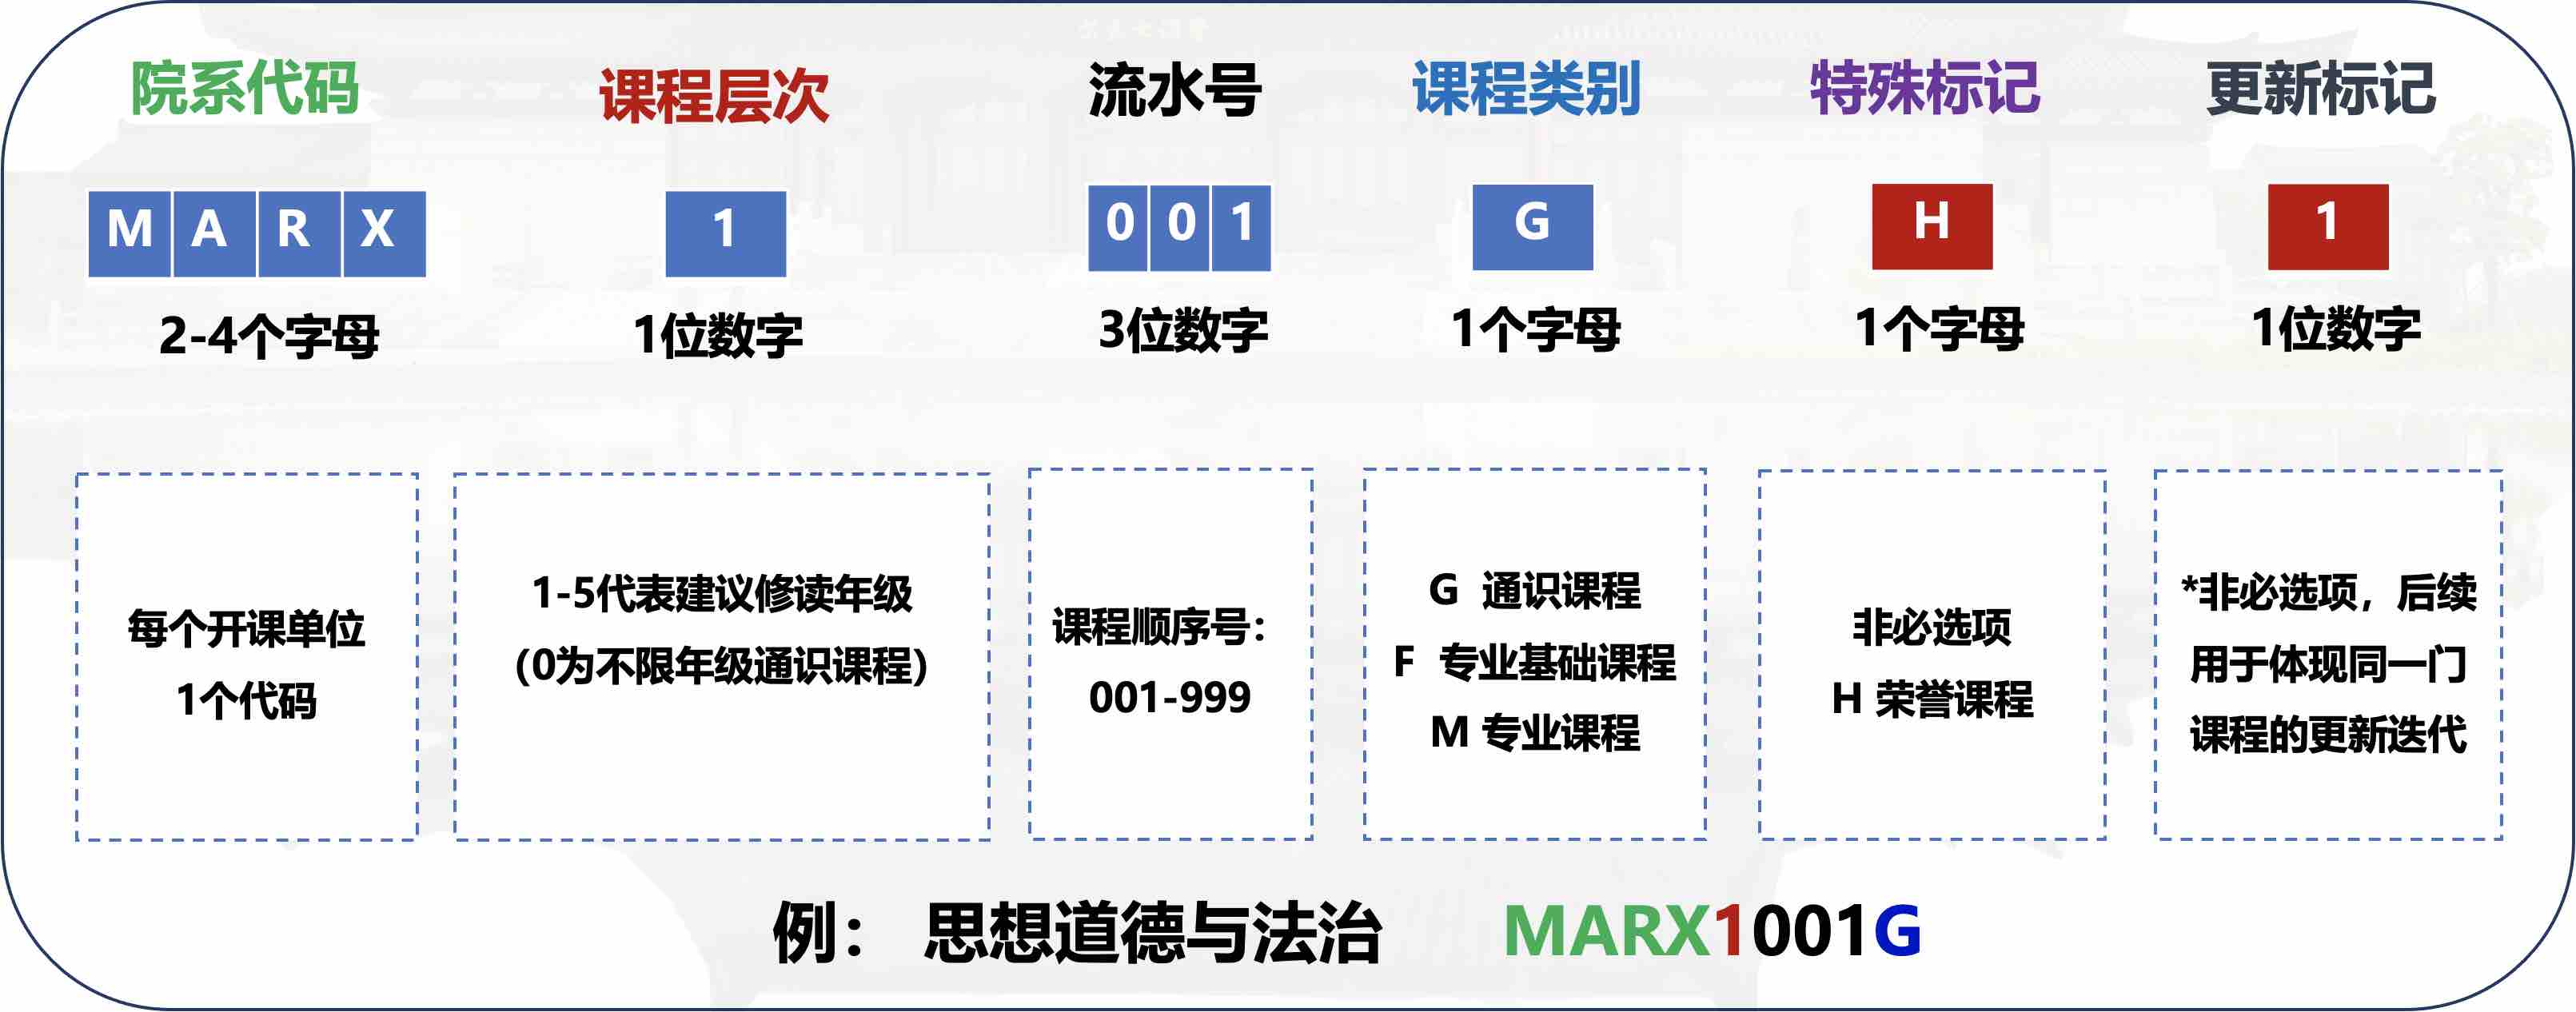 院系代码 课程层次 流水号 课程类别 特殊标记 更新标记
M A R X 1 0 0 1 G H 1
2-4个字母 1位数字 3位数字 1个字母 1个字母 1位数字
每个开课单位
1个代码
1-5代表建议修读年级
(0为不限年级通识课程)
课程顺序号：
001-999
G 通识课程
F 专业基础课程
M 专业课程
非必选项
H 荣誉课程
*非必选项，后续
用于体现同一门
课程的更新迭代
例： 思想道德与法治 MARX1001G